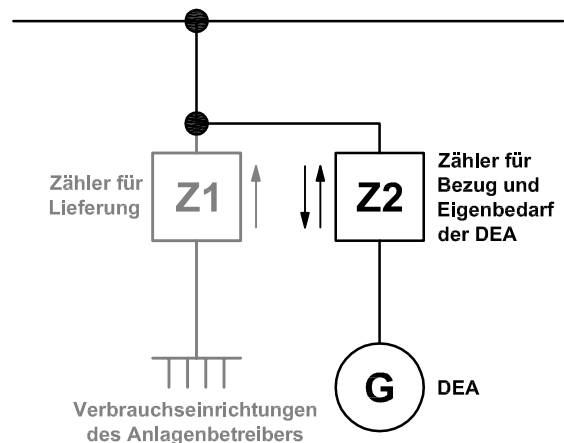 Zähler für
Lieferung
Z1
Z2
Zähler für
Bezug und
Eigenbedarf
der DEA
G
DEA
Verbrauchseinrichtungen
des Anlagenbetreibers